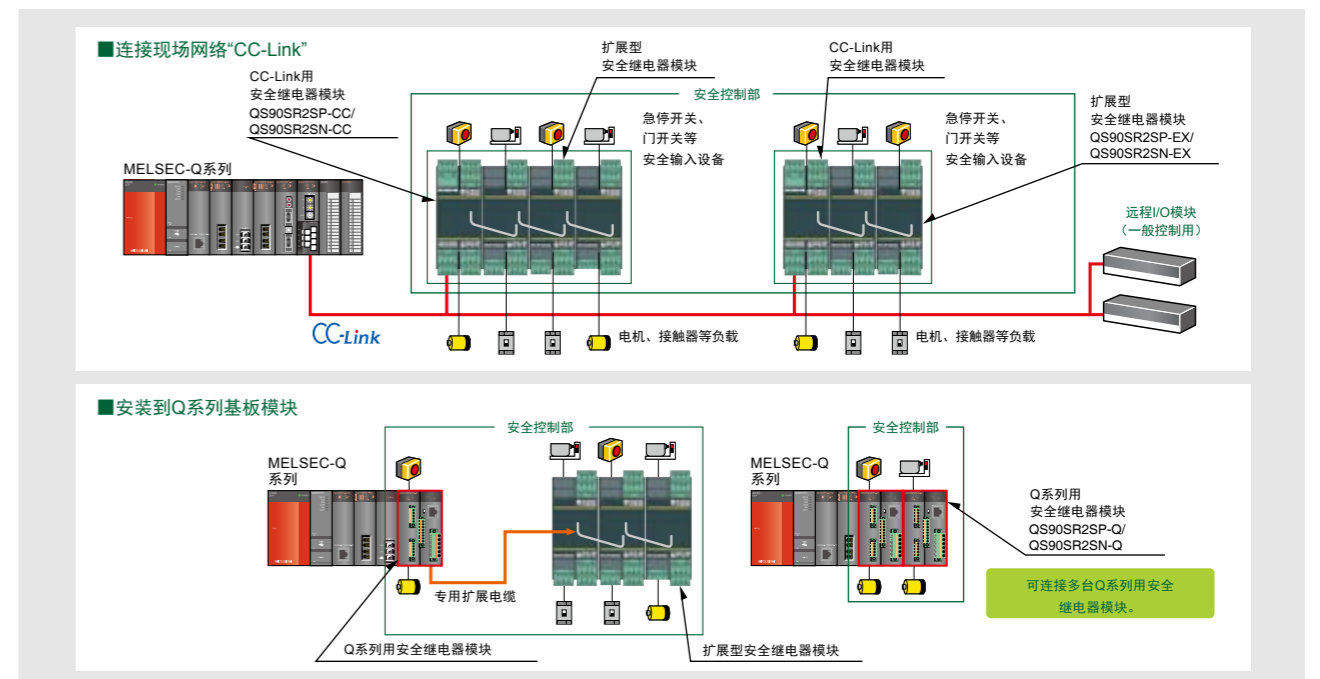 ■连接现场网络“CC-Link”
CC-Link用
安全继电器模块
QS90SR2SP-CC/
QS90SR2SN-CC
扩展型
安全继电器模块
CC-Link用
安全继电器模块
安全控制部
扩展型
安全继电器模块
QS90SR2SP-EX/
QS90SR2SN-EX
急停开关、
门开关等
安全输入设备
急停开关、
门开关等
安全输入设备
MELSEC-Q系列
远程I/O模块
（一般控制用）
CC-Link
电机、接触器等负载
电机、接触器等负载
■安装到Q系列基板模块
安全控制部
安全控制部
MELSEC-Q
系列
MELSEC-Q
系列
Q系列用
安全继电器模块
QS90SR2SP-Q/
QS90SR2SN-Q
专用扩展电缆
可连接多台Q系列用安全
继电器模块。
Q系列用安全继电器模块
扩展型安全继电器模块